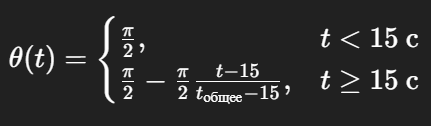 θ(t) = { π/2, t < 15 с
π/2 − π/2 (t−15)/(t_общее−15), t ≥ 15 с